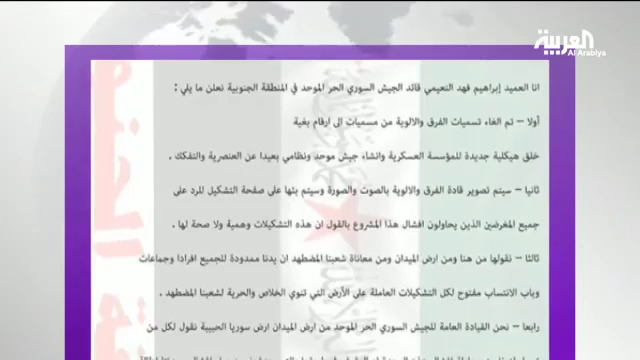 العربية
Al Arabiya
انا العميد إبراهيم فهد النعيمي قائد الجيش السوري الحر الموحد في المنطقة الجنوبية نعلن ما يلي :
أولا – تم الغاء تسميات الفرق والالوية من مسميات الى ارقام بغية
خلق هيكلية جديدة للمؤسسة العسكرية وانشاء جيش موحد ونظامي بعيدا عن العنصرية والتفكك .
ثانيا – سيتم تصوير قادة الفرق والالوية بالصوت والصورة وسيتم بثها على صفحة التشكيل للرد على
جميع المغرضين الذين يحاولون افشال هذا المشروع بالقول ان هذه التشكيلات وهمية ولا صحة لها .
ثالثا – نقولها من هنا ومن ارض الميدان ومن معاناة شعبنا المضطهد ان يدنا ممدودة للجميع افرادا وجماعات
وباب الانتساب مفتوح لكل التشكيلات العاملة على الأرض التي تنوي الخلاص والحرية لشعبنا المضطهد .
رابعا – نحن القيادة العامة للجيش السوري الحر الموحد من ارض الميدان ارض سوريا الحبيبة نقول لكل من